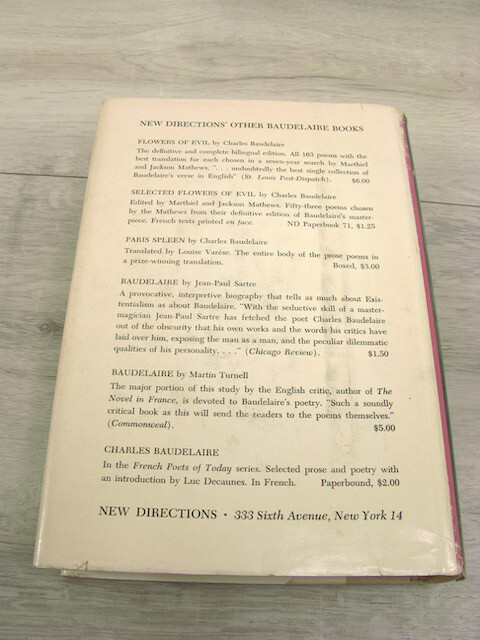 NEW DIRECTIONS' OTHER BAUDELAIRE BOOKS
FLOWERS OF EVIL by Charles Baudelaire
The definitive and complete bilingual edition. All 163 poems with the
best translation for each chosen in a seven-year search by Marthiel
and Jackson Mathews. “. . . undoubtedly the best single collection of
Baudelaire's verse in English” (St. Louis Post-Dispatch). $6.00
SELECTED FLOWERS OF EVIL by Charles Baudelaire
Edited by Marthiel and Jackson Mathews. Fifty-three poems chosen
by the Mathews from their definitive edition of Baudelaire's master-
piece. French texts printed en face. ND Paperbook 71, $1.25
PARIS SPLEEN by Charles Baudelaire
Translated by Louise Varèse. The entire body of the prose poems in
a prize-winning translation. Boxed, $3.00
BAUDELAIRE by Jean-Paul Sartre
A provocative, interpretive biography that tells as much about Exis-
tentialism as about Baudelaire. “With the seductive skill of a master-
magician Jean-Paul Sartre has fetched the poet Charles Baudelaire
out of the obscurity that his own works and the words his critics have
laid over him, exposing the man as a man, and the peculiar dilemmatic
qualities of his personality. . . .” (Chicago Review). $1.50
BAUDELAIRE by Martin Turnell
The major portion of this study by the English critic, author of The
Novel in France, is devoted to Baudelaire's poetry. “Such a soundly
critical book as this will send the readers to the poems themselves.”
(Commonweal). $5.00
CHARLES BAUDELAIRE
In the French Poets of Today series. Selected prose and poetry with
an introduction by Luc Decaunes. In French. Paperbound, $2.00
NEW DIRECTIONS • 333 Sixth Avenue, New York 14